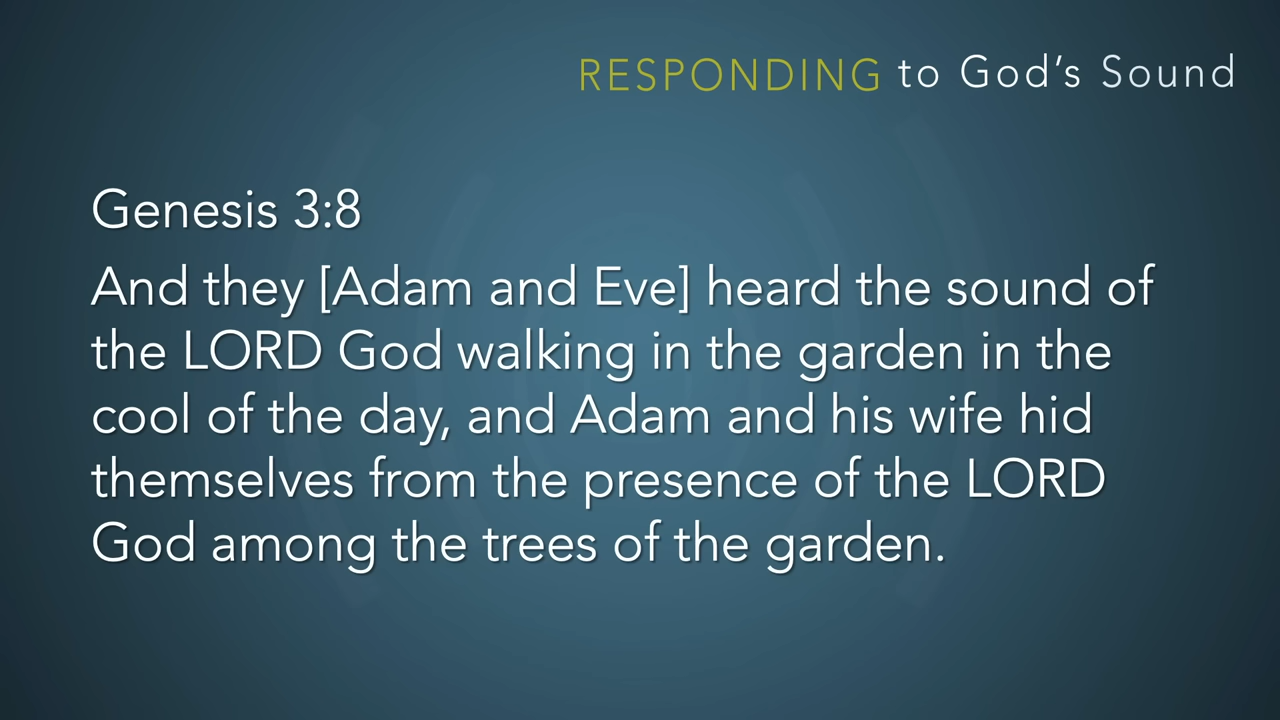 RESPONDING to God’s Sound
Genesis 3:8
And they [Adam and Eve] heard the sound of
the LORD God walking in the garden in the
cool of the day, and Adam and his wife hid
themselves from the presence of the LORD
God among the trees of the garden.